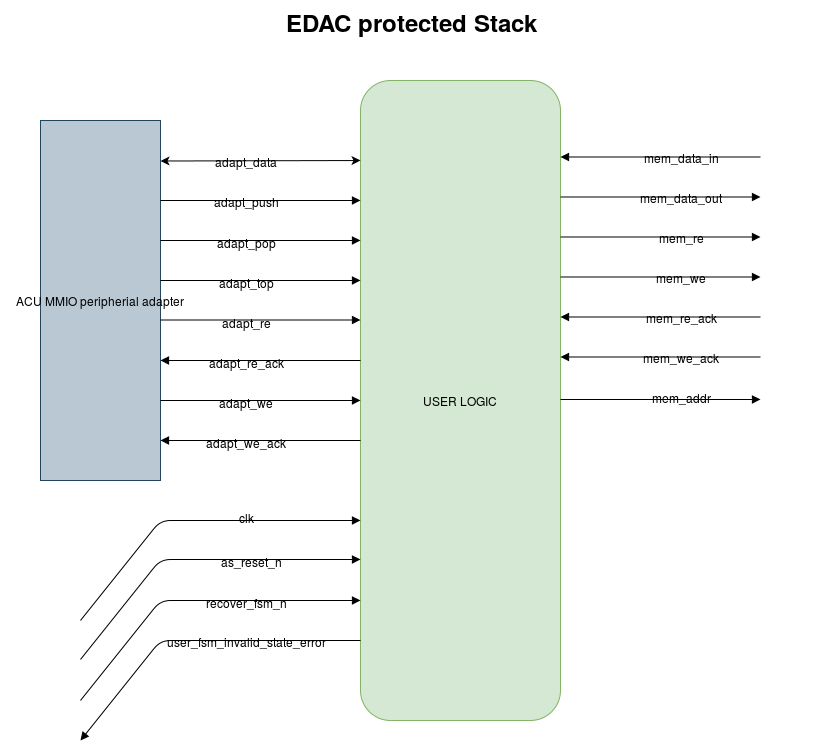 EDAC protected Stack
adapt_data
adapt_push
adapt_pop
adapt_top
ACU MMIO peripherial adapter
adapt_re
adapt_re_ack
adapt_we
adapt_we_ack
USER LOGIC
mem_data_in
mem_data_out
mem_re
mem_we
mem_re_ack
mem_we_ack
mem_addr
clk
as_reset_n
recover_fsm_n
user_fsm_invalid_state_error